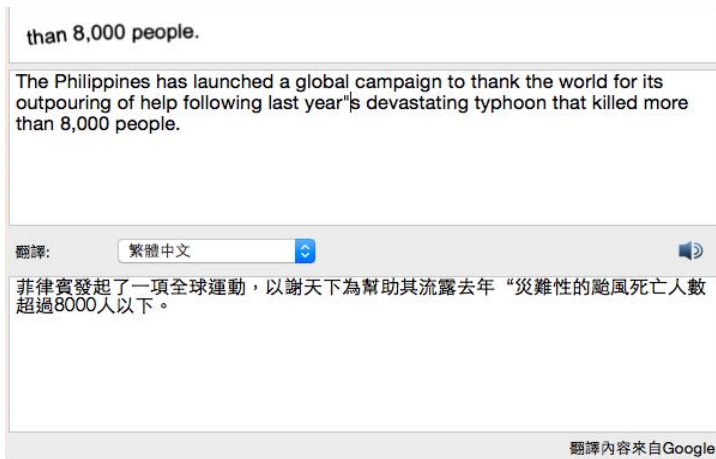 than 8,000 people.
The Philippines has launched a global campaign to thank the world for its
outpouring of help following last year"s devastating typhoon that killed more
than 8,000 people.
翻譯:
繁體中文
菲律賓發起了一項全球運動，以謝天下為幫助其流露去年“災難性的颱風死亡人數
超過8000人以下。
翻譯內容來自Google